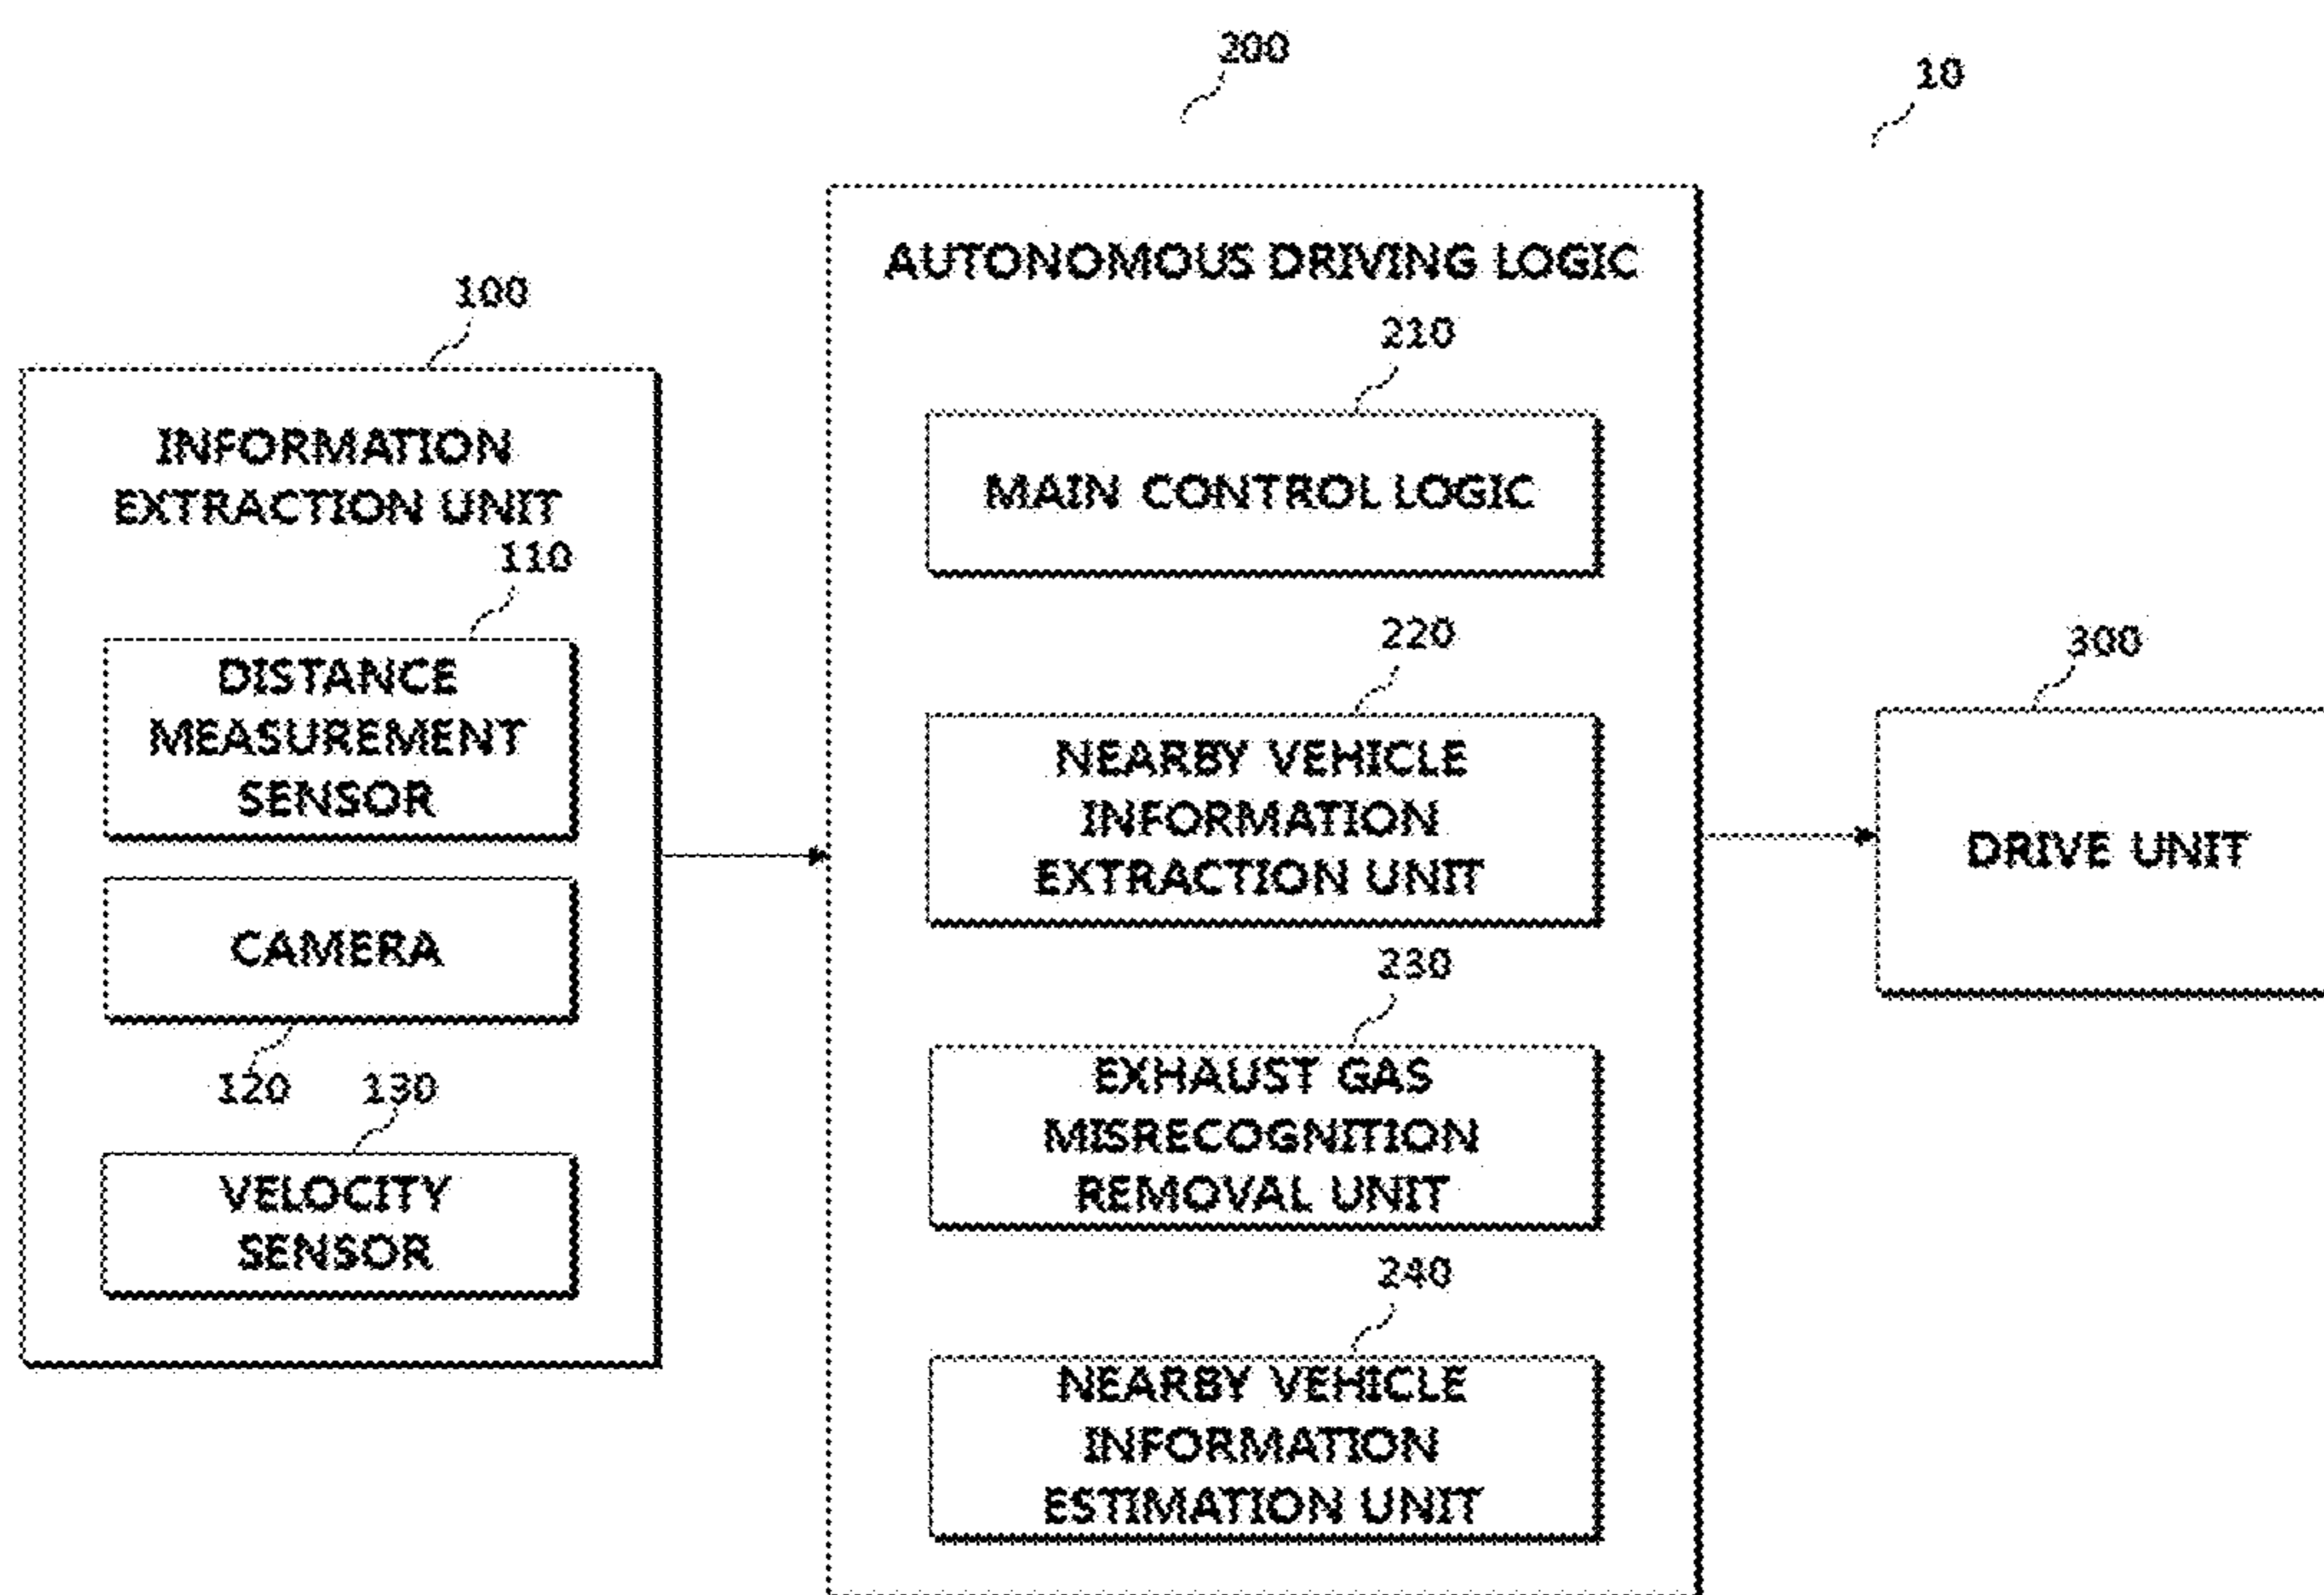 200
10
100
INFORMATION
EXTRACTION UNIT
110
DISTANCE
MEASUREMENT
SENSOR
CAMERA
120
130
VELOCITY
SENSOR
AUTONOMOUS DRIVING LOGIC
210
MAIN CONTROL LOGIC
220
NEARBY VEHICLE
INFORMATION
EXTRACTION UNIT
230
EXHAUST GAS
MISRECOGNITION
REMOVAL UNIT
240
NEARBY VEHICLE
INFORMATION
ESTIMATION UNIT
300
DRIVE UNIT